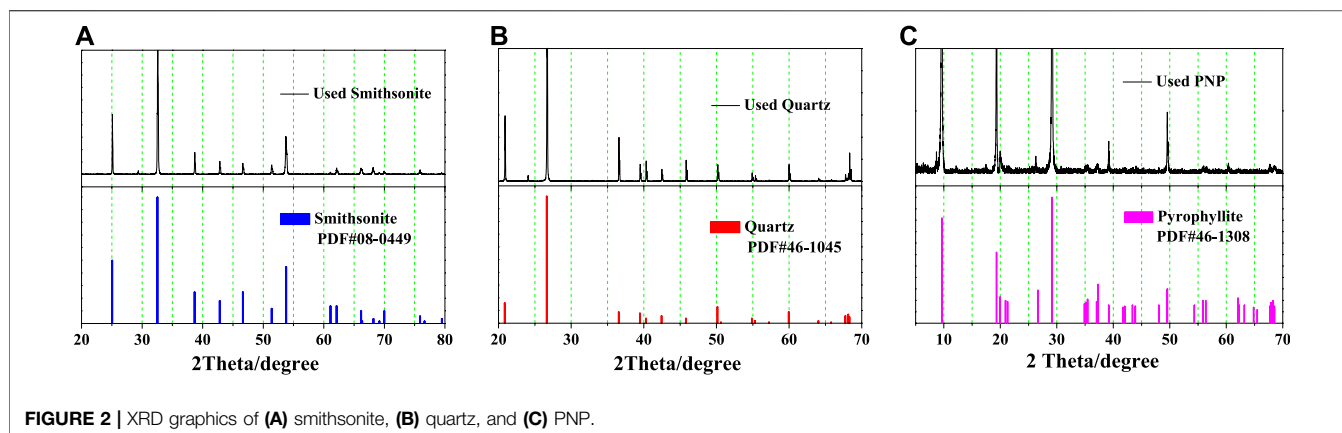 A
Used Smithsonite
Smithsonite
PDF#08-0449
20 30 40 50 60 70 80
2Theta/degree
B
Used Quartz
Quartz
PDF#46-1045
20 30 40 50 60 70
2Theta/degree
C
Used PNP
Pyrophyllite
PDF#46-1308
10 20 30 40 50 60 70
2 Theta/degree
FIGURE 2 | XRD graphics of (A) smithsonite, (B) quartz, and (C) PNP.